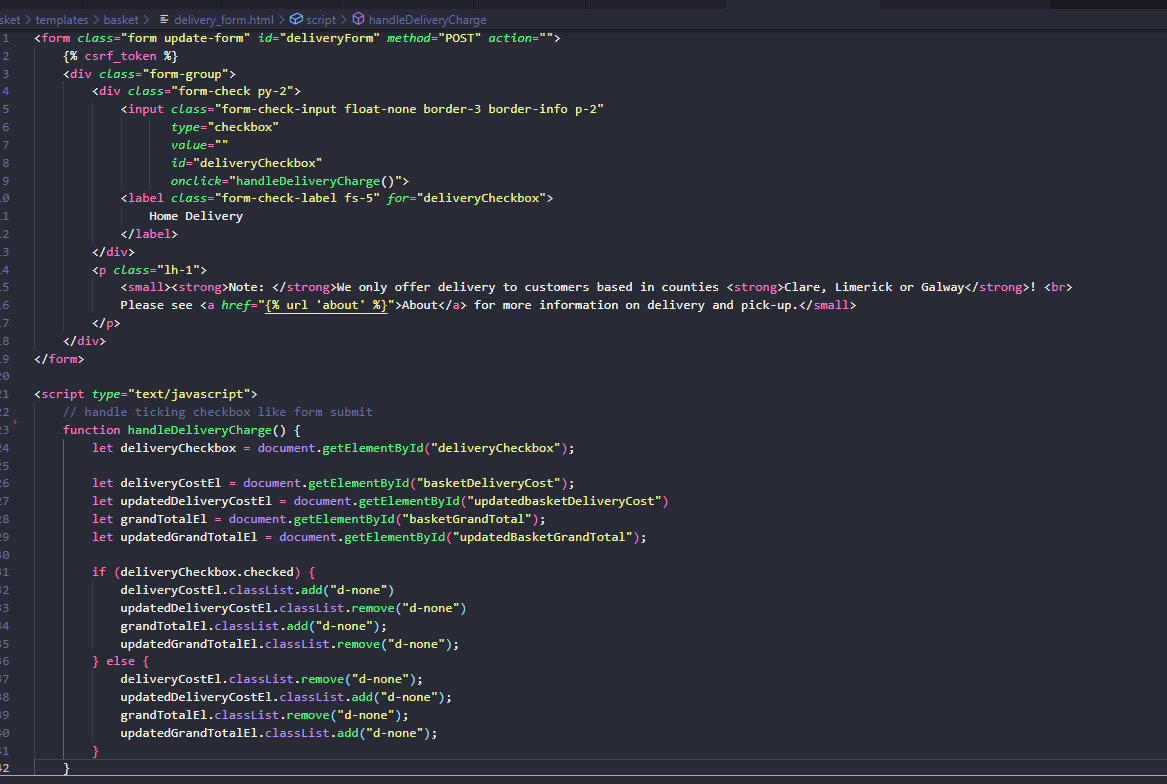 sket > templates > basket > delivery_form.html > script > handleDeliveryCharge
1 <form class="form update-form" id="deliveryForm" method="POST" action="">
2 {% csrf_token %}
3 <div class="form-group">
4 <div class="form-check py-2">
5 <input class="form-check-input float-none border-3 border-info p-2"
6 type="checkbox"
7 value=""
8 id="deliveryCheckbox"
9 onclick="handleDeliveryCharge()">
0 <label class="form-check-label fs-5" for="deliveryCheckbox">
1 Home Delivery
2 </label>
3 </div>
4 <p class="lh-1">
5 <small><strong>Note: </strong>We only offer delivery to customers based in counties <strong>Clare, Limerick or Galway</strong>! <br>
6 Please see <a href="{% url 'about' %}">About</a> for more information on delivery and pick-up.</small>
7 </p>
8 </div>
9 </form>
20
21 <script type="text/javascript">
22 // handle ticking checkbox like form submit
23 function handleDeliveryCharge() {
24 let deliveryCheckbox = document.getElementById("deliveryCheckbox");
25
26 let deliveryCostEl = document.getElementById("basketDeliveryCost");
27 let updatedDeliveryCostEl = document.getElementById("updatedbasketDeliveryCost")
28 let grandTotalEl = document.getElementById("basketGrandTotal");
29 let updatedGrandTotalEl = document.getElementById("updatedBasketGrandTotal");
30
31 if (deliveryCheckbox.checked) {
32 deliveryCostEl.classList.add("d-none")
33 updatedDeliveryCostEl.classList.remove("d-none")
34 grandTotalEl.classList.add("d-none");
35 updatedGrandTotalEl.classList.remove("d-none");
36 } else {
37 deliveryCostEl.classList.remove("d-none");
38 updatedDeliveryCostEl.classList.add("d-none");
39 grandTotalEl.classList.remove("d-none");
40 updatedGrandTotalEl.classList.add("d-none");
41 }
42 }